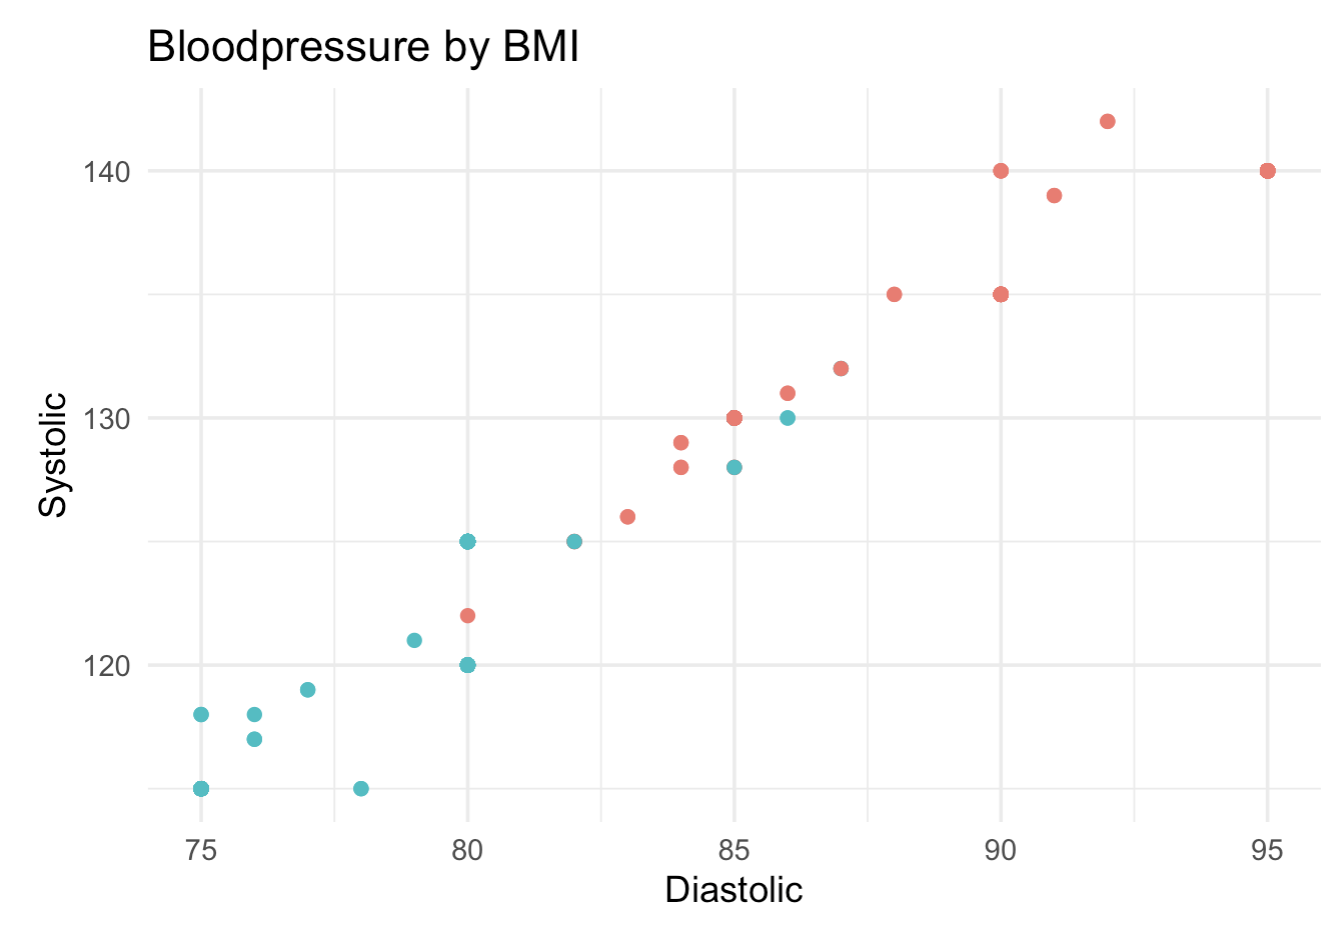 Bloodpressure by BMI
140
130
120
Systolic
75 80 85 90 95
Diastolic